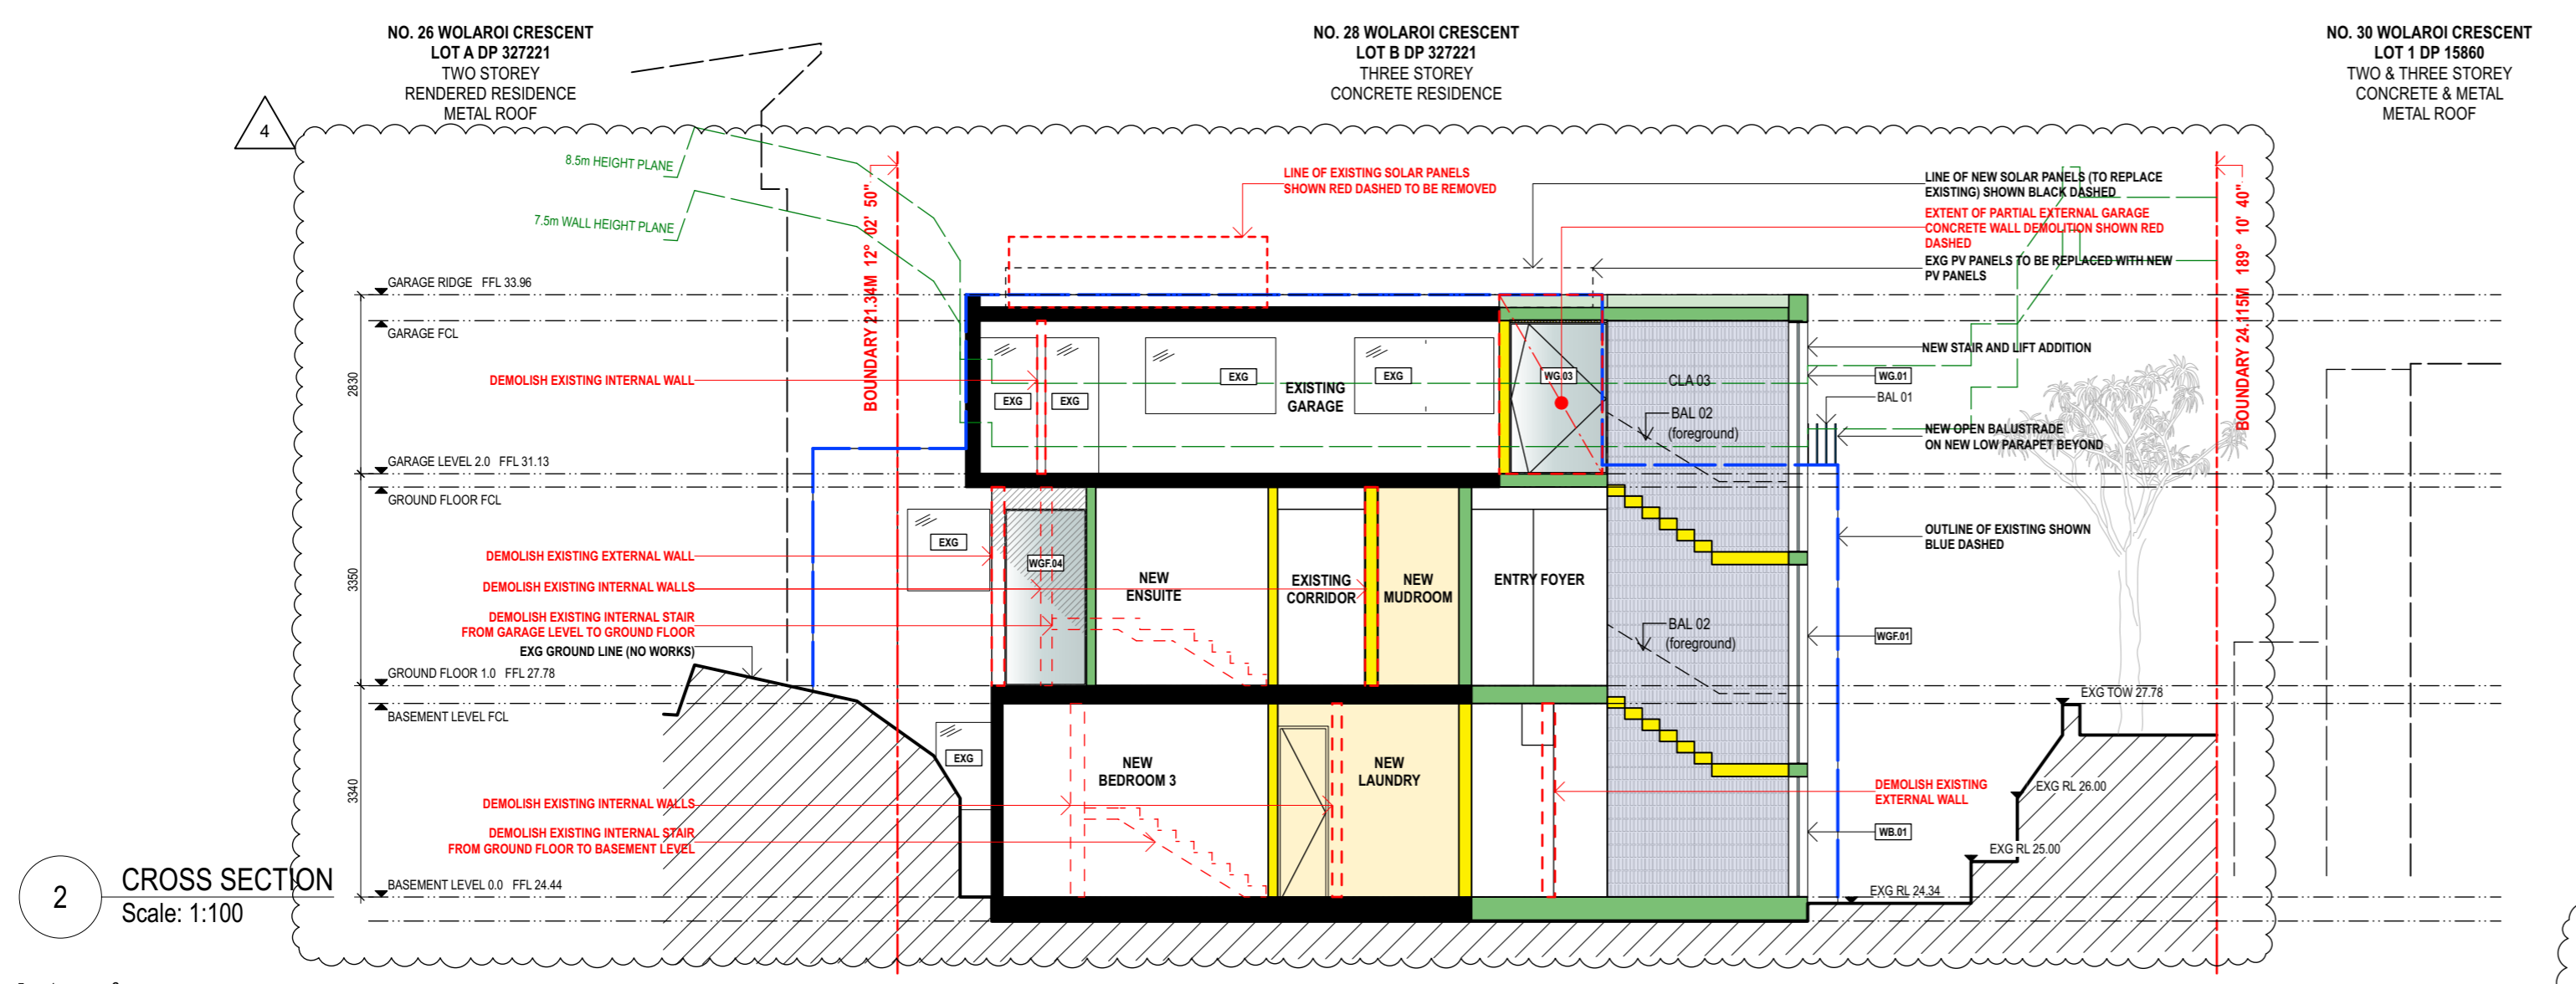 NO. 26 WOLAROI CRESCENT
LOT A DP 327221
TWO STOREY
RENDERED RESIDENCE
METAL ROOF
NO. 28 WOLAROI CRESCENT
LOT B DP 327221
THREE STOREY
CONCRETE RESIDENCE
NO. 30 WOLAROI CRESCENT
LOT 1 DP 15860
TWO & THREE STOREY
CONCRETE & METAL
METAL ROOF
4
8.5m HEIGHT PLANE
7.5m WALL HEIGHT PLANE
BOUNDARY 21.34M 12° 02' 50"
LINE OF EXISTING SOLAR PANELS
SHOWN RED DASHED TO BE REMOVED
LINE OF NEW SOLAR PANELS (TO REPLACE
EXISTING) SHOWN BLACK DASHED
EXTENT OF PARTIAL EXTERNAL GARAGE
CONCRETE WALL DEMOLITION SHOWN RED
DASHED
EXG PV PANELS TO BE REPLACED WITH NEW
PV PANELS
BOUNDARY 24.115M 189° 10' 40"
GARAGE RIDGE FFL 33.96
GARAGE FCL
2830
DEMOLISH EXISTING INTERNAL WALL
EXG
EXG
EXG
EXG
EXISTING
GARAGE
WG.03
CLA 03
BAL 02
(foreground)
NEW STAIR AND LIFT ADDITION
WG.01
BAL 01
NEW OPEN BALUSTRADE
ON NEW LOW PARAPET BEYOND
GARAGE LEVEL 2.0 FFL 31.13
GROUND FLOOR FCL
3350
EXG
DEMOLISH EXISTING EXTERNAL WALL
DEMOLISH EXISTING INTERNAL WALLS
DEMOLISH EXISTING INTERNAL STAIR
FROM GARAGE LEVEL TO GROUND FLOOR
EXG GROUND LINE (NO WORKS)
WGF.04
NEW
ENSUITE
EXISTING
CORRIDOR
NEW
MUDROOM
ENTRY FOYER
BAL 02
(foreground)
OUTLINE OF EXISTING SHOWN
BLUE DASHED
WGF.01
GROUND FLOOR 1.0 FFL 27.78
BASEMENT LEVEL FCL
3340
EXG
NEW
BEDROOM 3
NEW
LAUNDRY
DEMOLISH EXISTING INTERNAL WALLS
DEMOLISH EXISTING INTERNAL STAIR
FROM GROUND FLOOR TO BASEMENT LEVEL
DEMOLISH EXISTING
EXTERNAL WALL
WB.01
EXG TOW 27.78
EXG RL 26.00
EXG RL 25.00
EXG RL 24.34
BASEMENT LEVEL 0.0 FFL 24.44
2
CROSS SECTION
Scale: 1:100